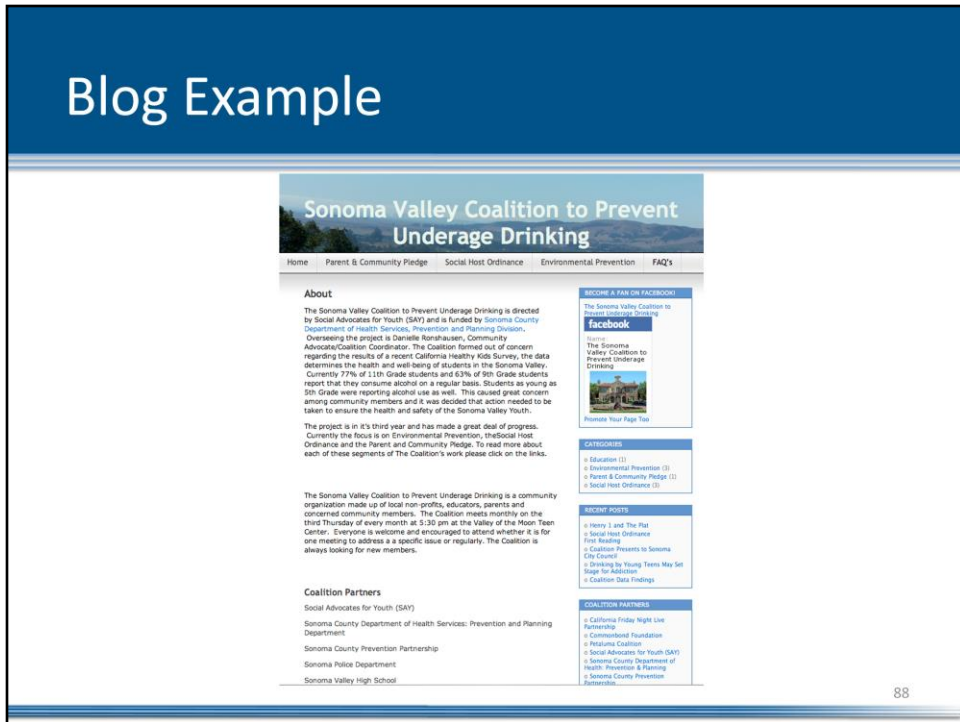 Blog Example
Sonoma Valley Coalition to Prevent
Underage Drinking
Home Parent & Community Pledge Social Host Ordinance Environmental Prevention FAQ's
About
The Sonoma Valley Coalition to Prevent Underage Drinking is directed
by Social Advocates for Youth (SAY) and is funded by Sonoma County
Department of Health Services, Prevention and Planning Division.
Overseeing the project is Danielle Ronshausen, Community
Advocate/Coalition Coordinator. The Coalition formed out of concern
regarding the results of a recent California Healthy Kids Survey, the data
determines the health and well-being of students in the Sonoma Valley.
Currently 77% of 11th Grade students and 63% of 9th Grade students
report that they consume alcohol on a regular basis. Students as young as
5th Grade were reporting alcohol use as well. This caused great concern
among community members and it was decided that action needed to be
taken to ensure the health and safety of the Sonoma Valley Youth.
The project is in it's third year and has made a great deal of progress.
Currently the focus is on Environmental Prevention, theSocial Host
Ordinance and the Parent and Community Pledge. To read more about
each of these segments of The Coalition's work please click on the links.
The Sonoma Valley Coalition to Prevent Underage Drinking is a community
organization made up of local non-profits, educators, parents and
concerned community members. The Coalition meets monthly on the
third Thursday of every month at 5:30 pm at the Valley of the Moon Teen
Center. Everyone is welcome and encouraged to attend whether it is for
one meeting to address a a specific issue or regularly. The Coalition is
always looking for new members.
Coalition Partners
Social Advocates for Youth (SAY)
Sonoma County Department of Health Services: Prevention and Planning
Department
Sonoma County Prevention Partnership
Sonoma Police Department
Sonoma Valley High School
BECOME A FAN ON FACEBOOK!
The Sonoma Valley Coalition to
Prevent Underage Drinking
facebook
Name:
The Sonoma
Valley Coalition to
Prevent Underage
Drinking
Promote Your Page Too
CATEGORIES
Education (1)
Environmental Prevention (3)
Parent & Community Pledge (1)
Social Host Ordinance (5)
RECENT POSTS
Henry 1 and The Plat
Social Host Ordinance
First Reading
Coalition Presents to Sonoma
City Council
Drinking by Young Teens May Set
Stage for Addiction
Coalition Data Findings
COALITION PARTNERS
California Friday Night Live
Partnership
Commonbond Foundation
Petaluma Coalition
Social Advocates for Youth (SAY)
Sonoma County Department of
Health: Prevention & Planning
Sonoma County Prevention
Partnership
88